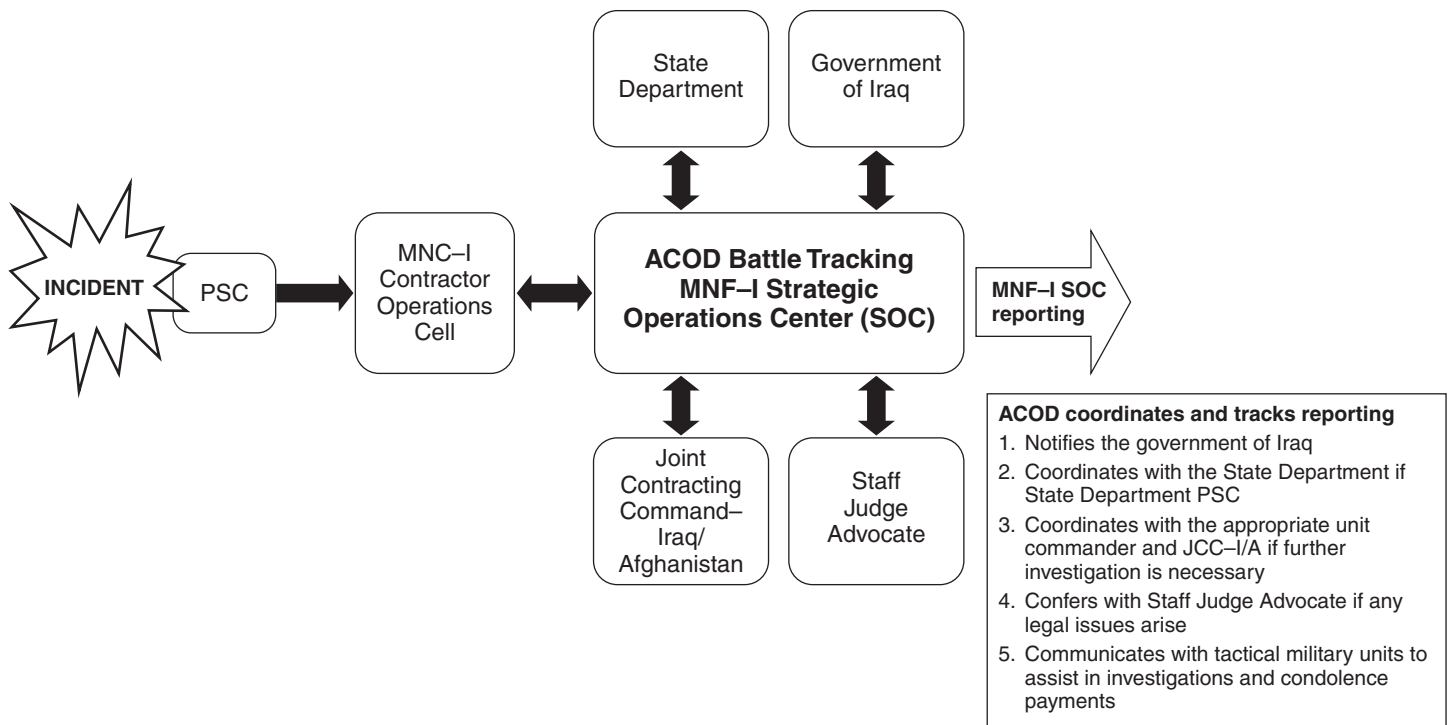 State
Department
Government
of Iraq
INCIDENT
PSC
MNC–I
Contractor
Operations
Cell
ACOD Battle Tracking
MNF–I Strategic
Operations Center (SOC)
MNF–I SOC
reporting
Joint
Contracting
Command–
Iraq/
Afghanistan
Staff
Judge
Advocate
ACOD coordinates and tracks reporting
1. Notifies the government of Iraq
2. Coordinates with the State Department if
State Department PSC
3. Coordinates with the appropriate unit
commander and JCC–I/A if further
investigation is necessary
4. Confers with Staff Judge Advocate if any
legal issues arise
5. Communicates with tactical military units to
assist in investigations and condolence
payments